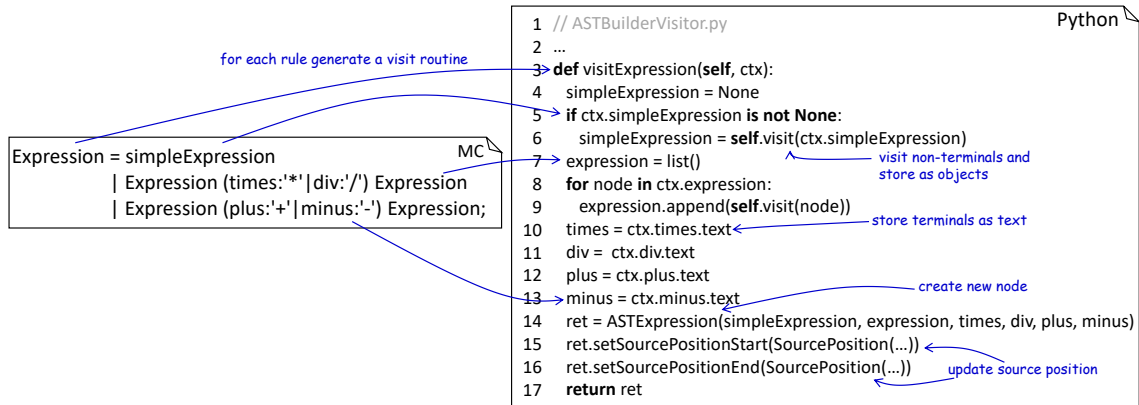 for each rule generate a visit routine
MC
Expression = simpleExpression
| Expression (times:'*'|div:'/') Expression
| Expression (plus:'+'|minus:'-') Expression;
Python
1 // ASTBuilderVisitor.py
2 …
3 def visitExpression(self, ctx):
4 simpleExpression = None
5 if ctx.simpleExpression is not None:
6 simpleExpression = self.visit(ctx.simpleExpression)
7 expression = list()
visit non-terminals and
store as objects
8 for node in ctx.expression:
9 expression.append(self.visit(node))
10 times = ctx.times.text
store terminals as text
11 div =  ctx.div.text
12 plus = ctx.plus.text
13 minus = ctx.minus.text
create new node
14 ret = ASTExpression(simpleExpression, expression, times, div, plus, minus)
15 ret.setSourcePositionStart(SourcePosition(…))
16 ret.setSourcePositionEnd(SourcePosition(…))
update source position
17 return ret